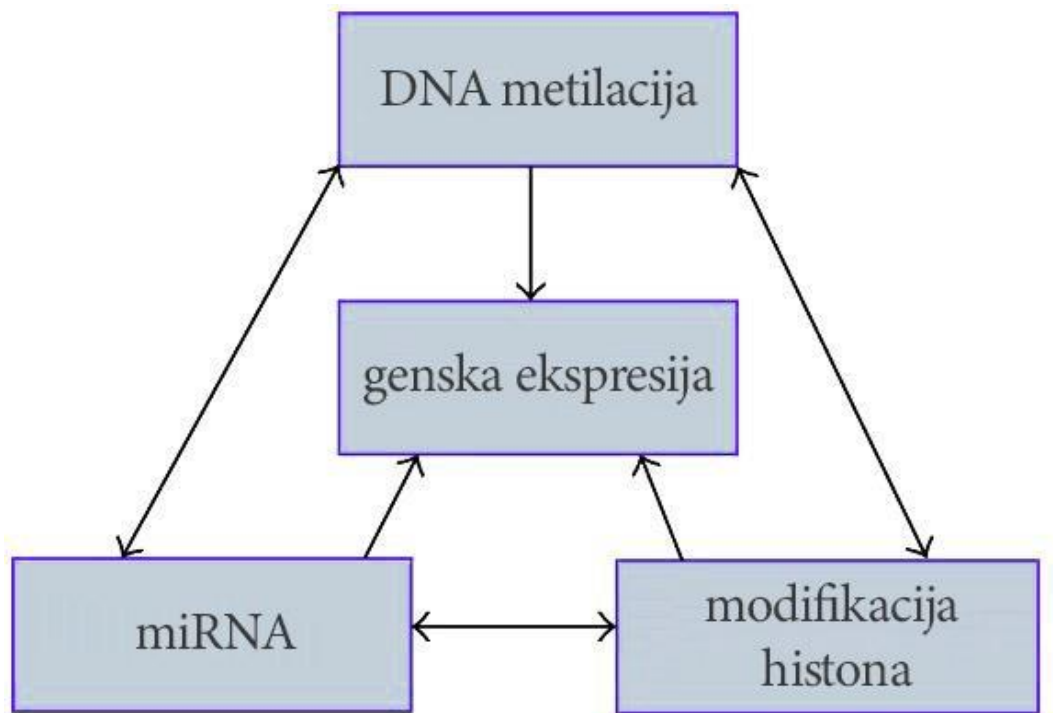 DNA metilacija
genska ekspresija
miRNA
modifikacija
histona